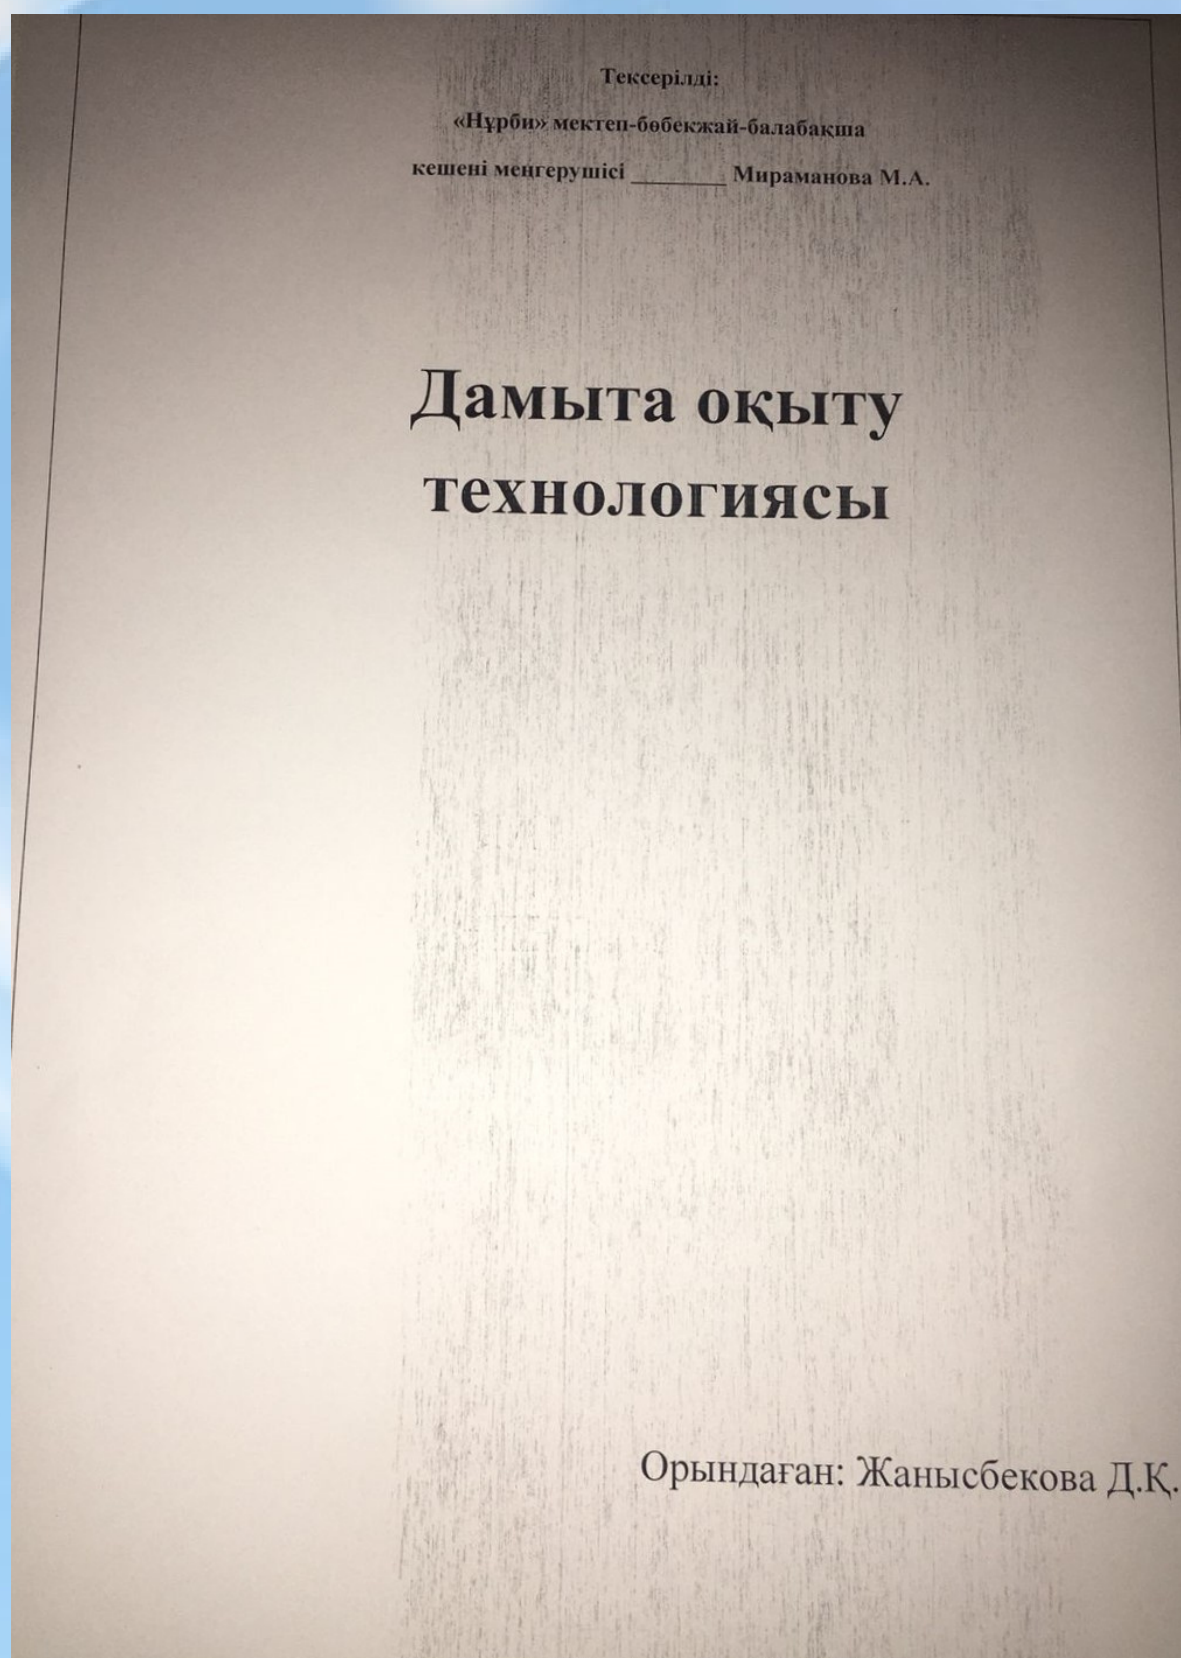 Тексерілді:
«Нұрби» мектеп-бөбекжай-балабақша
кешені меңгерушісі ________ Мираманова М.А.
Дамыта оқыту
технологиясы
Орындаған: Жанысбекова Д.Қ.